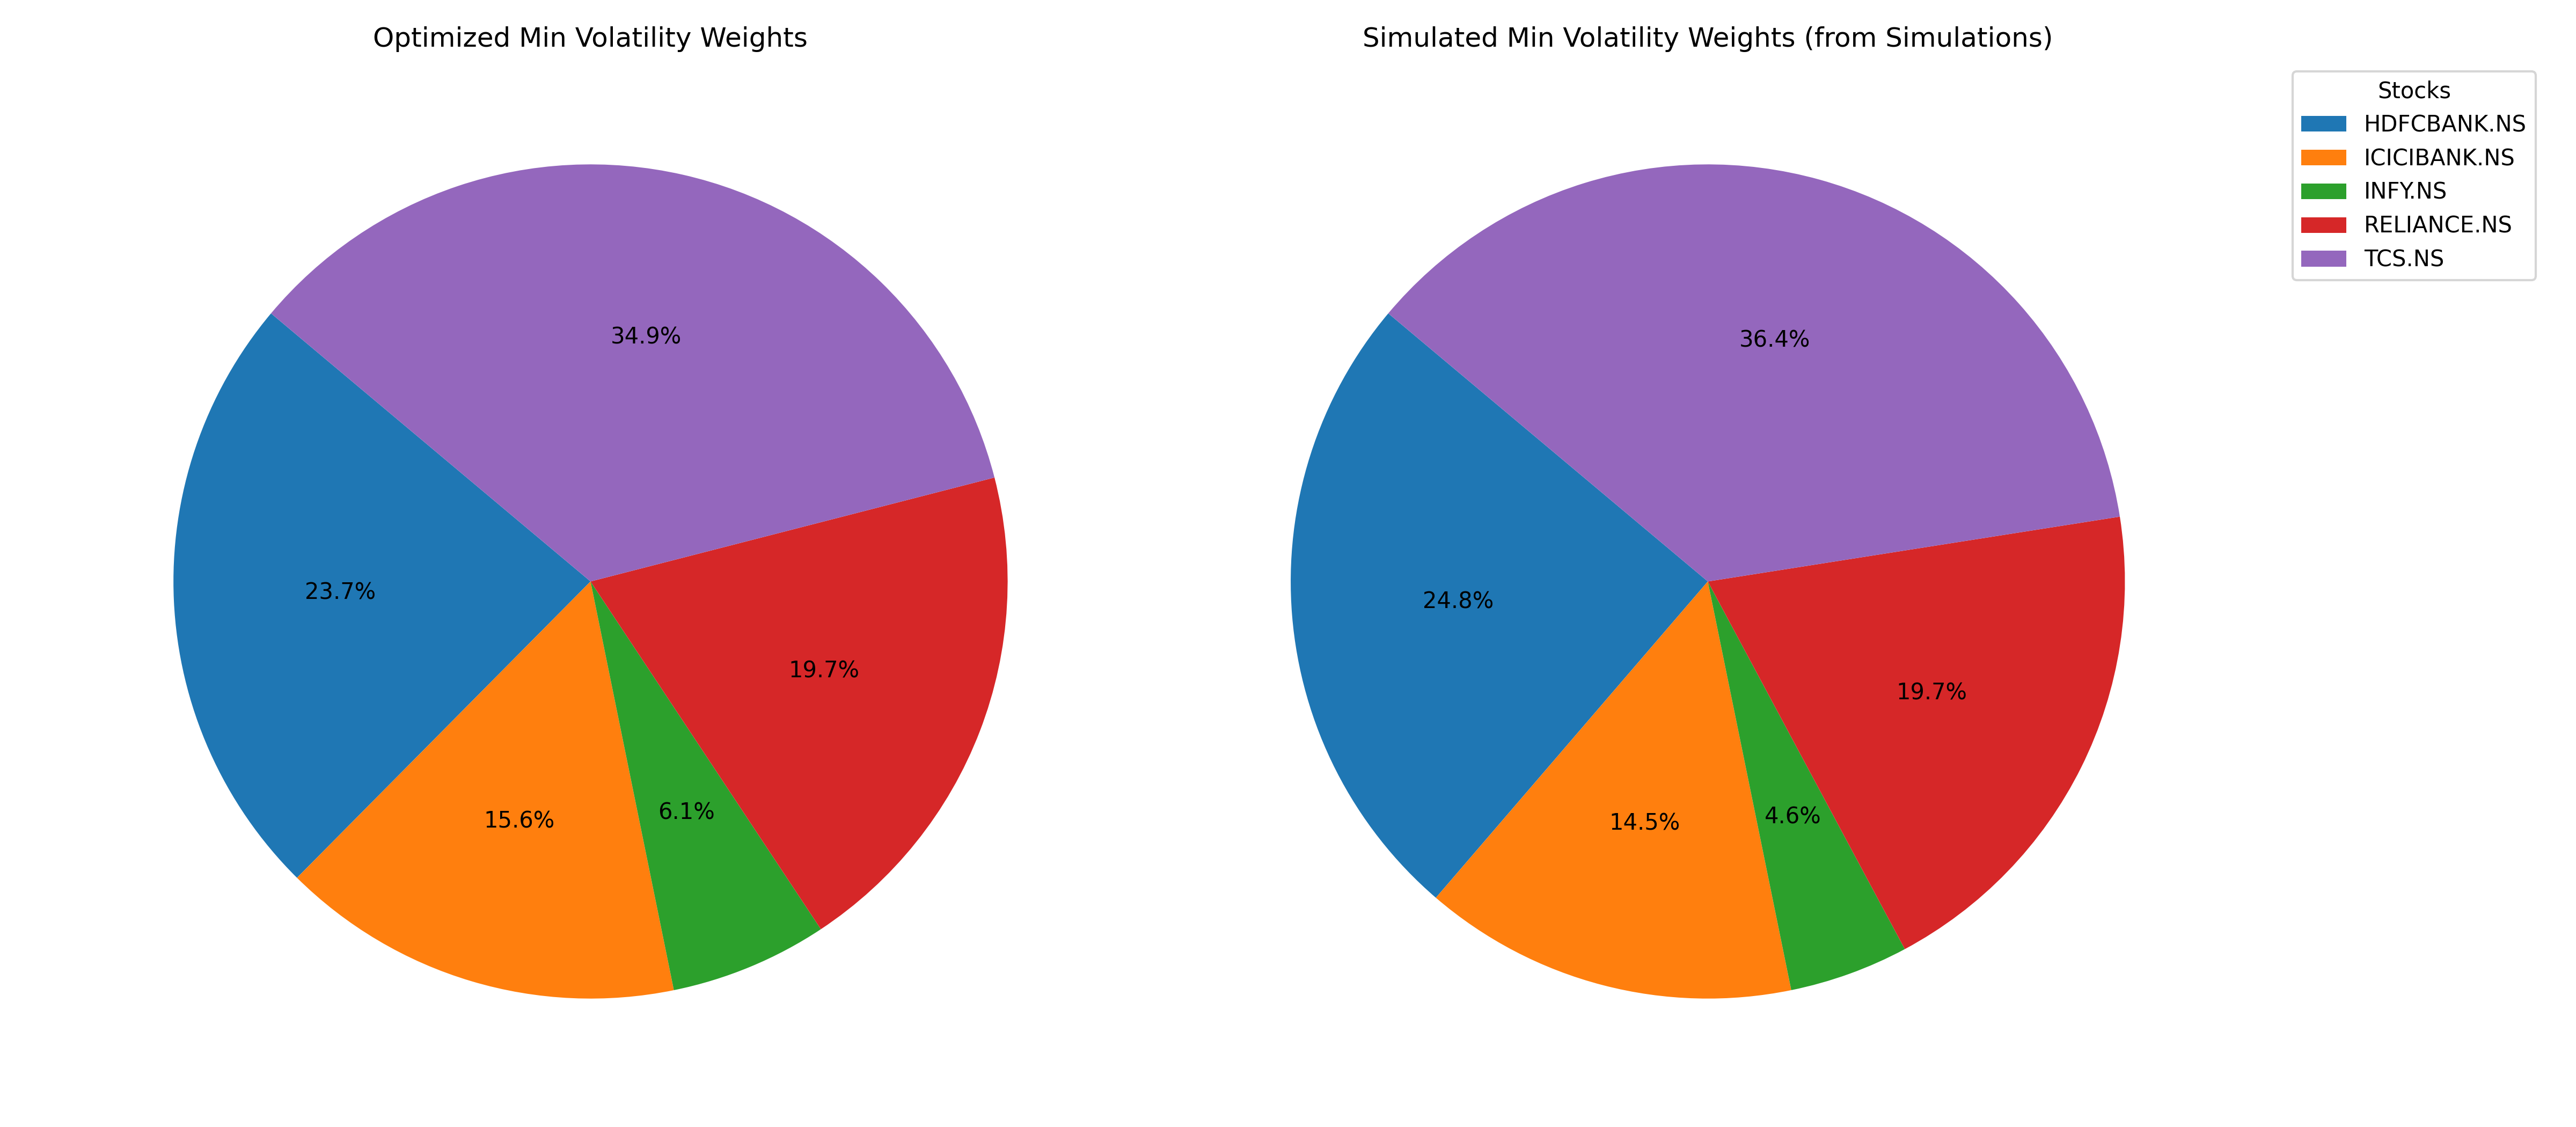 Optimized Min Volatility Weights
34.9%
23.7%
19.7%
15.6%
6.1%
Simulated Min Volatility Weights (from Simulations)
36.4%
24.8%
19.7%
14.5%
4.6%
Stocks
HDFCBANK.NS
ICICIBANK.NS
INFY.NS
RELIANCE.NS
TCS.NS